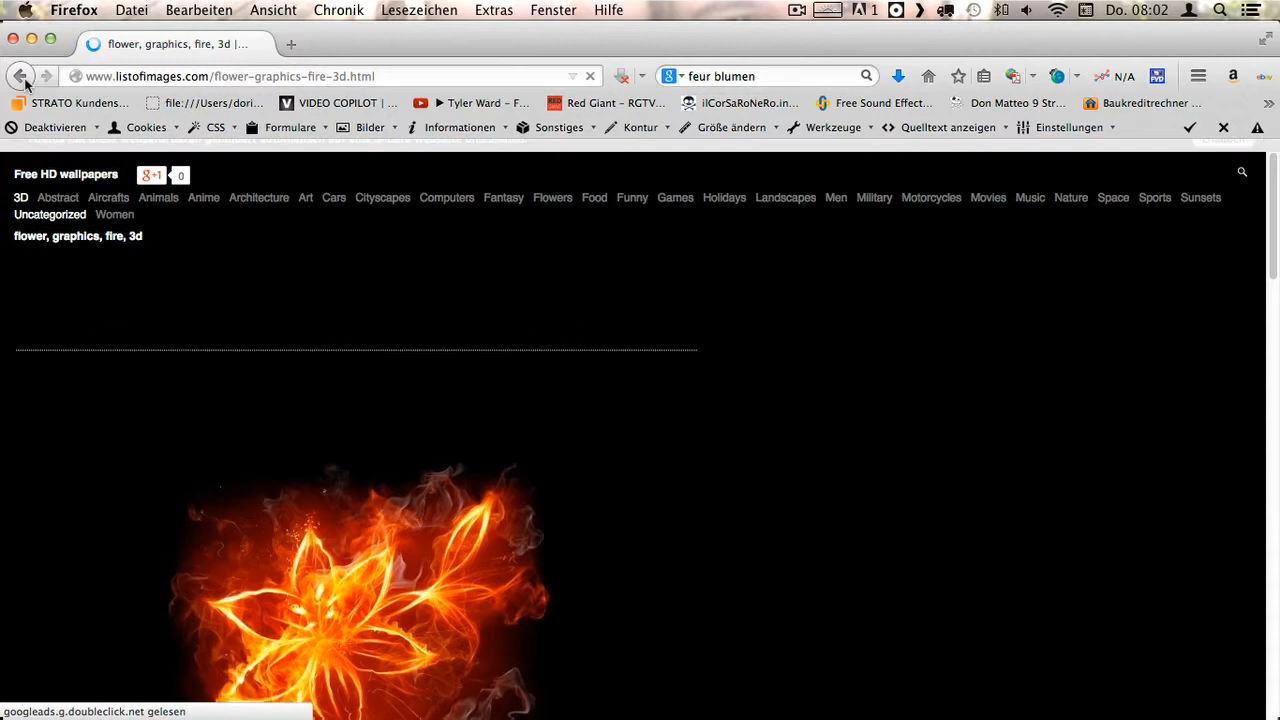 Firefox Datei Bearbeiten Ansicht Chronik Lesezeichen Extras Fenster Hilfe 1 Do. 08:02
flower, graphics, fire, 3d |...
www.listofimages.com/flower-graphics-fire-3d.html feur blumen N/A FVD a ebay
STRATO Kundens... file:///Users/dori... VIDEO COPILOT | ... Tyler Ward – F... Red Giant – RGTV... ilCorSaRoNeRo.in... Free Sound Effect... Don Matteo 9 Str... Baukreditrechner ...
Deaktivieren Cookies CSS Formulare Bilder Informationen Sonstiges Kontur Größe ändern Werkzeuge Quelltext anzeigen Einstellungen
Free HD wallpapers g+1 0
3D Abstract Aircrafts Animals Anime Architecture Art Cars Cityscapes Computers Fantasy Flowers Food Funny Games Holidays Landscapes Men Military Motorcycles Movies Music Nature Space Sports Sunsets
Uncategorized Women
flower, graphics, fire, 3d
googleads.g.doubleclick.net gelesen